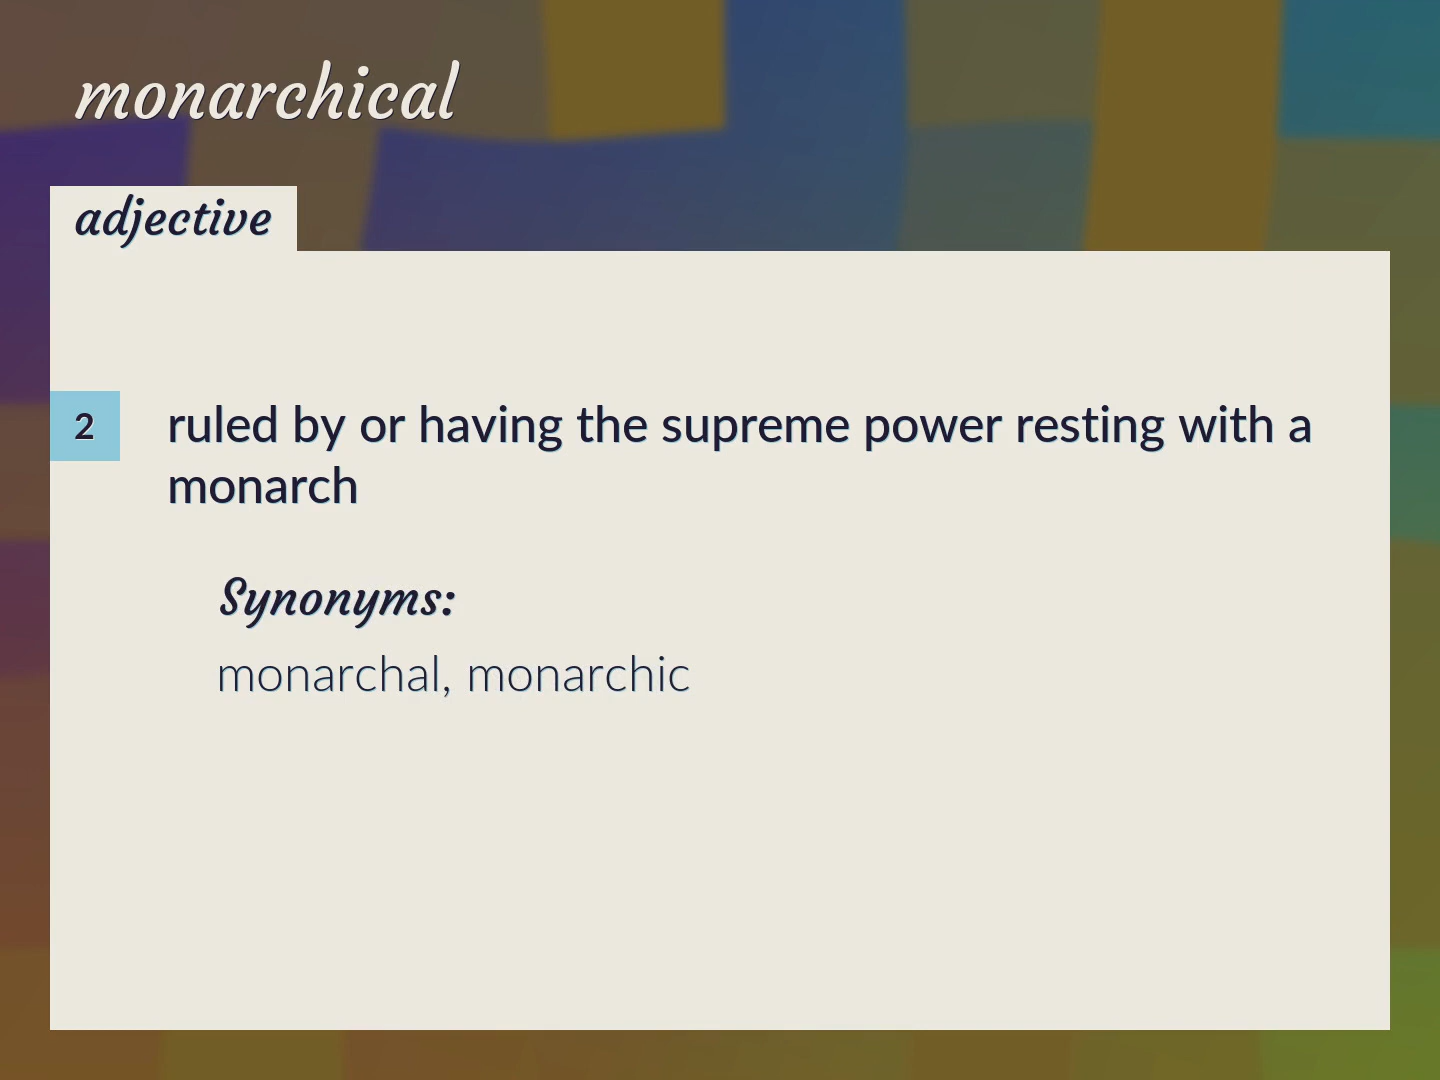 monarchical
adjective
2
ruled by or having the supreme power resting with a
monarch
Synonyms:
monarchal, monarchic